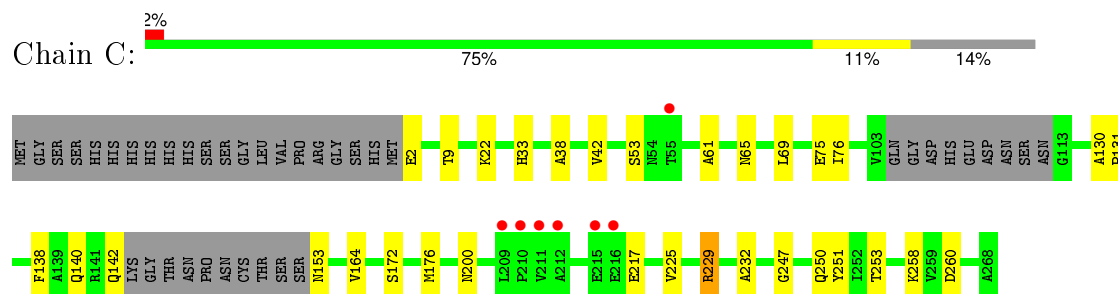 2%
Chain C:
75% 11% 14%
MET GLY SER SER HIS HIS HIS HIS HIS HIS SER SER GLY LEU VAL PRO ARG GLY SER HIS MET E2 T9 K22 H33 A38 V42 S53 N54 T55 A61 N65 L69 E75 I76 V103 GLN GLY ASP HIS GLU ASP ASN SER ASN G113 A130
F138 A139 Q140 R141 Q142 LYS GLY THR ASN PRO ASN CYS THR SER SER N153 V164 S172 M176 N200 L209 P210 V211 A212 E215 E216 E217 V225 R229 A232 G247 Q250 Y251 I252 T253 K258 V259 D260 A268